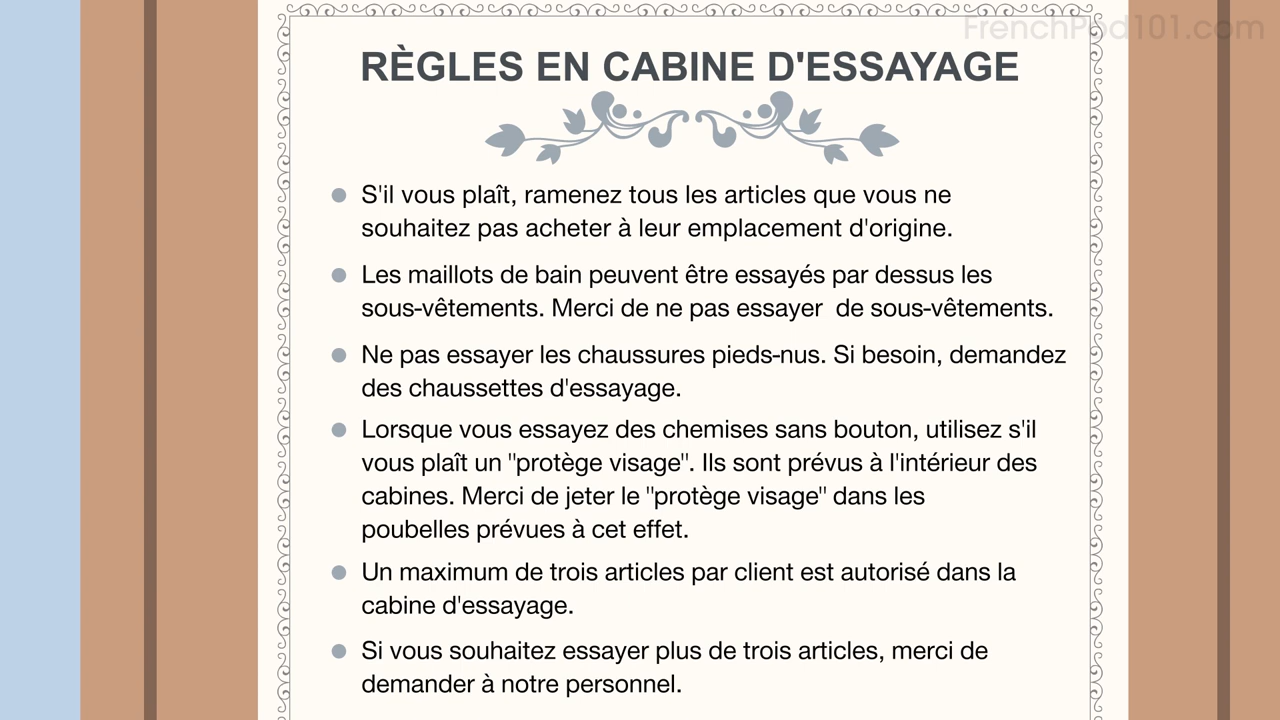 FrenchPod101.com
RÈGLES EN CABINE D'ESSAYAGE
S'il vous plaît, ramenez tous les articles que vous ne
souhaitez pas acheter à leur emplacement d'origine.
Les maillots de bain peuvent être essayés par dessus les
sous-vêtements. Merci de ne pas essayer  de sous-vêtements.
Ne pas essayer les chaussures pieds-nus. Si besoin, demandez
des chaussettes d'essayage.
Lorsque vous essayez des chemises sans bouton, utilisez s'il
vous plaît un "protège visage". Ils sont prévus à l'intérieur des
cabines. Merci de jeter le "protège visage" dans les
poubelles prévues à cet effet.
Un maximum de trois articles par client est autorisé dans la
cabine d'essayage.
Si vous souhaitez essayer plus de trois articles, merci de
demander à notre personnel.